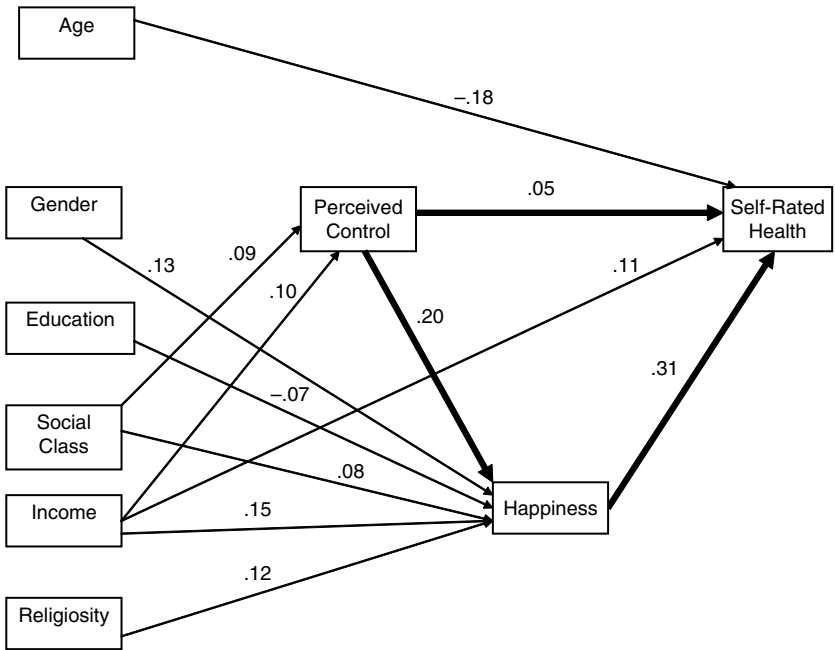 Age
–.18
Gender
Perceived
Control
.05
Self-Rated
Health
.13
.09
.10
.11
Education
.20
–.07
.31
Social
Class
.08
Income
.15
Happiness
.12
Religiosity